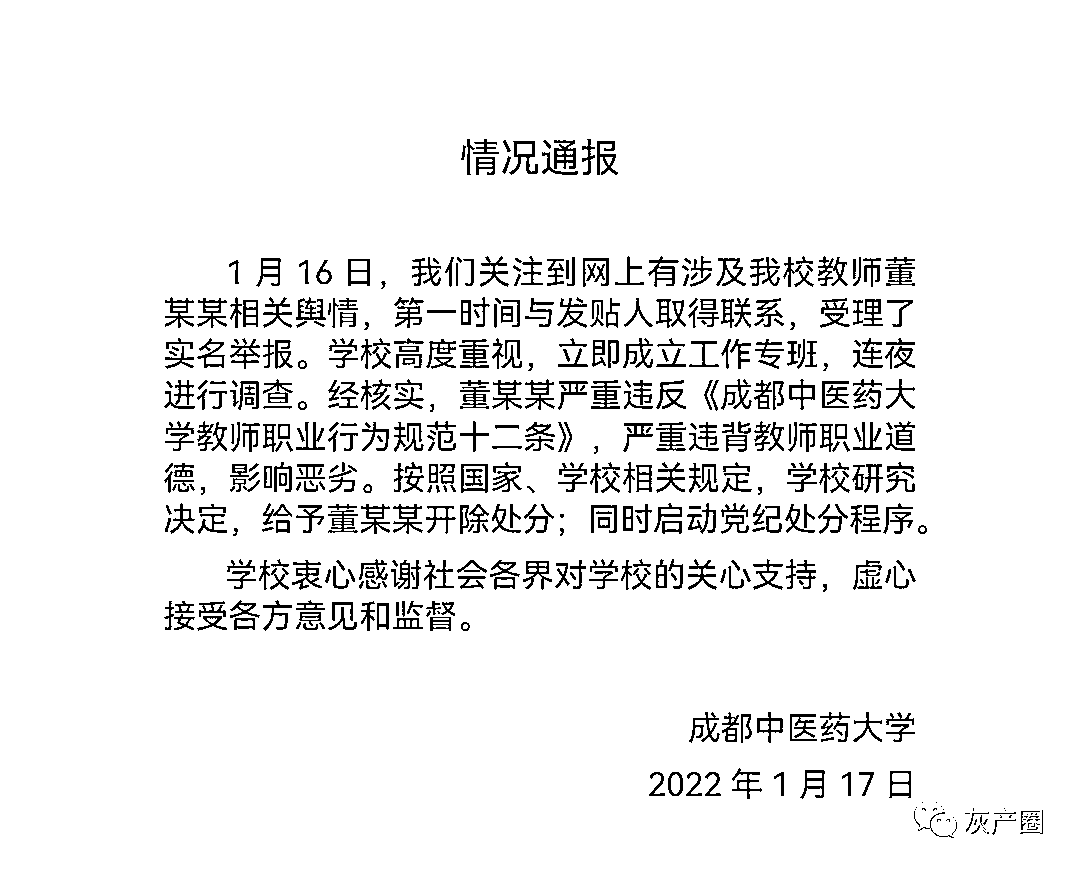 情况通报
1 月 16 日，我们关注到网上有涉及我校教师董
某某相关舆情，第一时间与发贴人取得联系，受理了
实名举报。学校高度重视，立即成立工作专班，连夜
进行调查。经核实，董某某严重违反《成都中医药大
学教师职业行为规范十二条》，严重违背教师职业道
德，影响恶劣。按照国家、学校相关规定，学校研究
决定，给予董某某开除处分；同时启动党纪处分程序。
学校衷心感谢社会各界对学校的关心支持，虚心
接受各方意见和监督。
成都中医药大学
2022 年 1 月 17 日
灰产圈